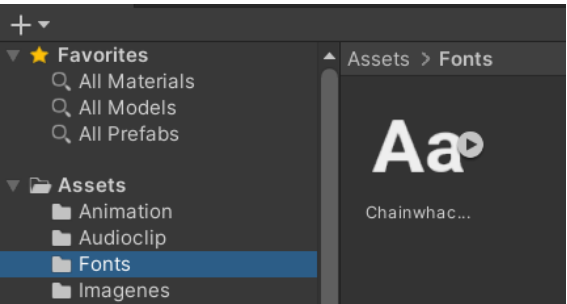 Favorites
All Materials
All Models
All Prefabs
Assets
Animation
Audioclip
Fonts
Imagenes
Assets > Fonts
Aa
Chainwhac...